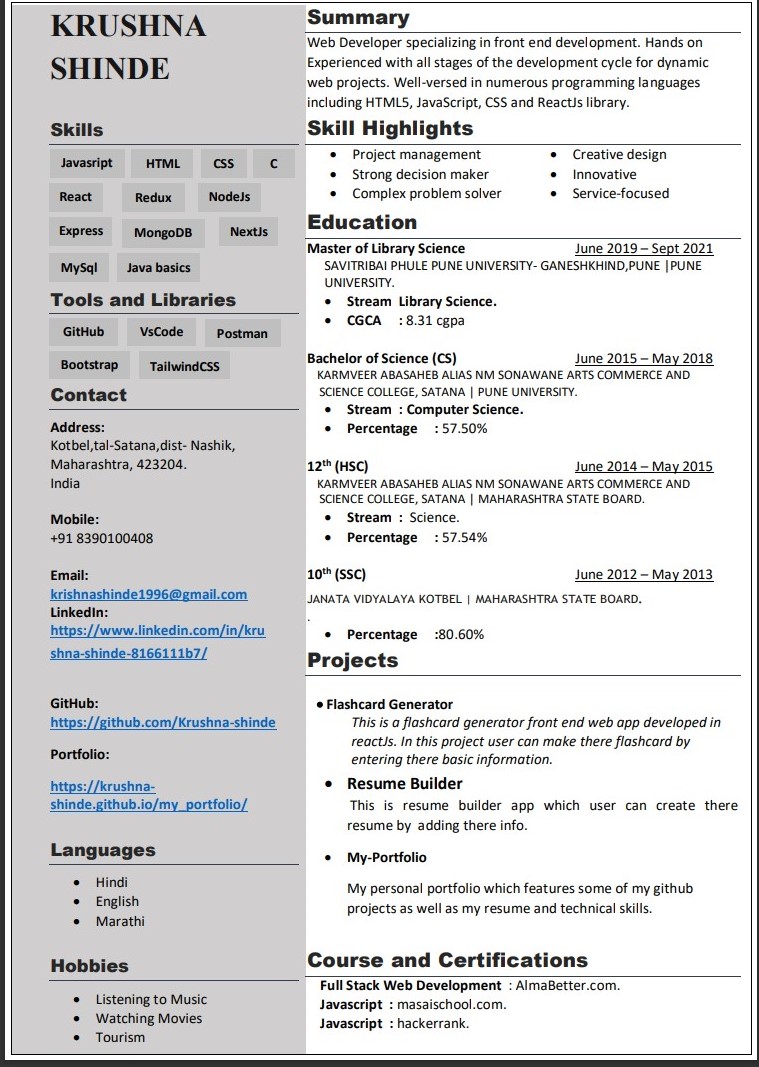 KRUSHNA
SHINDE
Skills
Javasript HTML CSS C
React Redux NodeJs
Express MongoDB NextJs
MySql Java basics
Tools and Libraries
GitHub VsCode Postman
Bootstrap TailwindCSS
Contact
Address:
Kotbel,tal-Satana,dist- Nashik,
Maharashtra, 423204.
India
Mobile:
+91 8390100408
Email:
krishnashinde1996@gmail.com
LinkedIn:
https://www.linkedin.com/in/kru
shna-shinde-8166111b7/
GitHub:
https://github.com/Krushna-shinde
Portfolio:
https://krushna-
shinde.github.io/my_portfolio/
Languages
• Hindi
• English
• Marathi
Hobbies
• Listening to Music
• Watching Movies
• Tourism
Summary
Web Developer specializing in front end development. Hands on
Experienced with all stages of the development cycle for dynamic
web projects. Well-versed in numerous programming languages
including HTML5, JavaScript, CSS and ReactJs library.
Skill Highlights
• Project management • Creative design
• Strong decision maker • Innovative
• Complex problem solver • Service-focused
Education
Master of Library Science June 2019 – Sept 2021
SAVITRIBAI PHULE PUNE UNIVERSITY- GANESHKHIND,PUNE |PUNE
UNIVERSITY.
• Stream Library Science.
• CGCA : 8.31 cgpa
Bachelor of Science (CS) June 2015 – May 2018
KARMVEER ABASAHEB ALIAS NM SONAWANE ARTS COMMERCE AND
SCIENCE COLLEGE, SATANA | PUNE UNIVERSITY.
• Stream : Computer Science.
• Percentage : 57.50%
12th (HSC) June 2014 – May 2015
KARMVEER ABASAHEB ALIAS NM SONAWANE ARTS COMMERCE AND
SCIENCE COLLEGE, SATANA | MAHARASHTRA STATE BOARD.
• Stream : Science.
• Percentage : 57.54%
10th (SSC) June 2012 – May 2013
JANATA VIDYALAYA KOTBEL | MAHARASHTRA STATE BOARD.
.
• Percentage :80.60%
Projects
• Flashcard Generator
This is a flashcard generator front end web app developed in
reactJs. In this project user can make there flashcard by
entering there basic information.
• Resume Builder
This is resume builder app which user can create there
resume by adding there info.
• My-Portfolio
My personal portfolio which features some of my github
projects as well as my resume and technical skills.
Course and Certifications
Full Stack Web Development : AlmaBetter.com.
Javascript : masaischool.com.
Javascript : hackerrank.